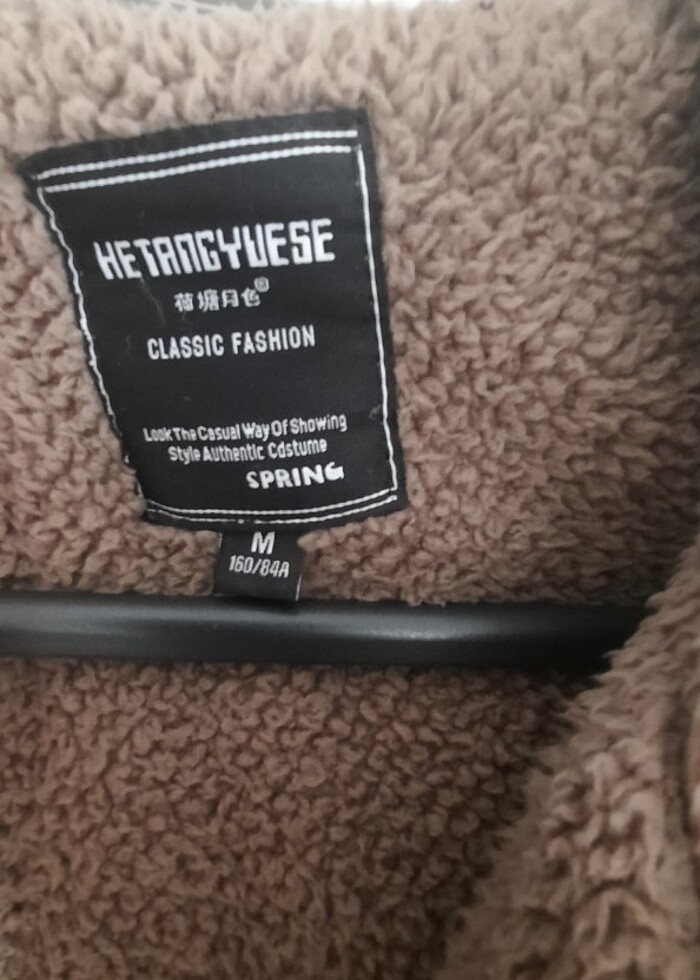 HETANGYUESE
荷塘月色®
CLASSIC FASHION
Look The Casual Way Of Showing
Style Authentic Cdstume
SPRING
M
160/84A